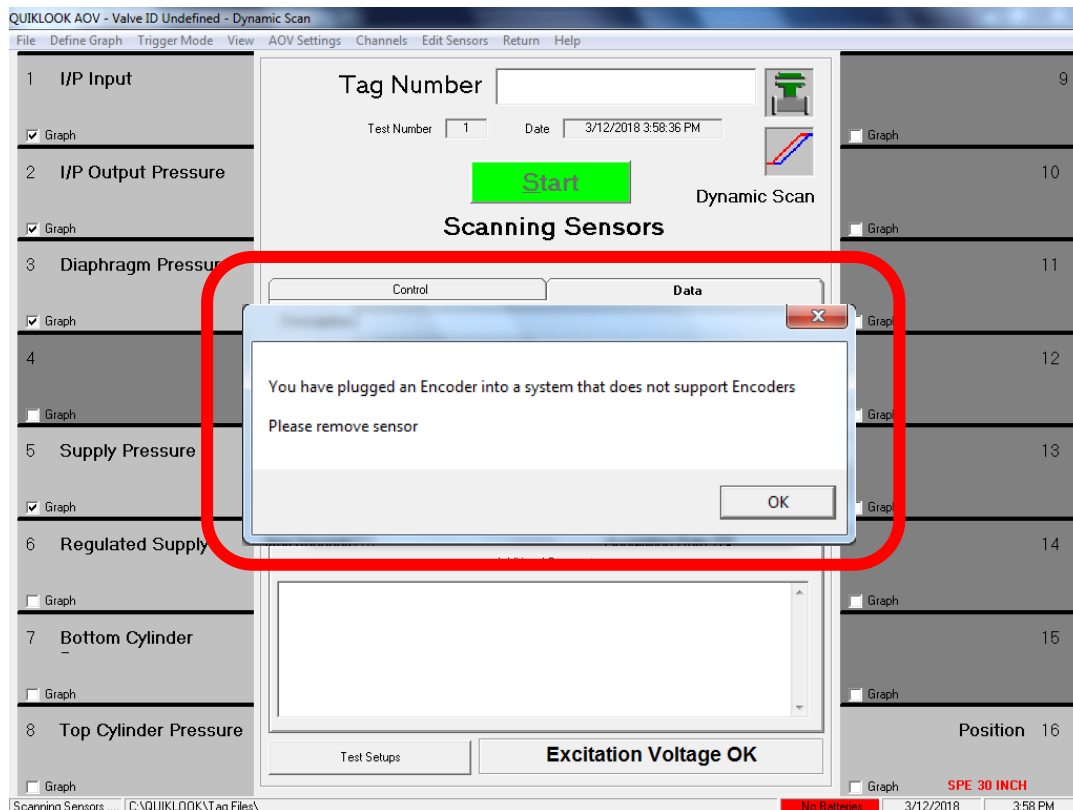 QUIKLOOK AOV - Valve ID Undefined - Dynamic Scan
File Define Graph Trigger Mode View AOV Settings Channels Edit Sensors Return Help
1 I/P Input
Graph
2 I/P Output Pressure
Graph
3 Diaphragm Pressur
Graph
4
Graph
5 Supply Pressure
Graph
6 Regulated Supply
Graph
7 Bottom Cylinder
Graph
8 Top Cylinder Pressure
Graph
Tag Number
Test Number 1 Date 3/12/2018 3:58:36 PM
Start
Dynamic Scan
Scanning Sensors
Control Data
X
You have plugged an Encoder into a system that does not support Encoders
Please remove sensor
OK
Test Setups Excitation Voltage OK
9
Graph
10
Graph
11
Graph
12
Graph
13
Graph
14
Graph
15
Graph
Position 16
Graph SPE 30 INCH
Scanning Sensors ... C:\QUIKLOOK\Tag Files\ No Batteries 3/12/2018 3:58 PM